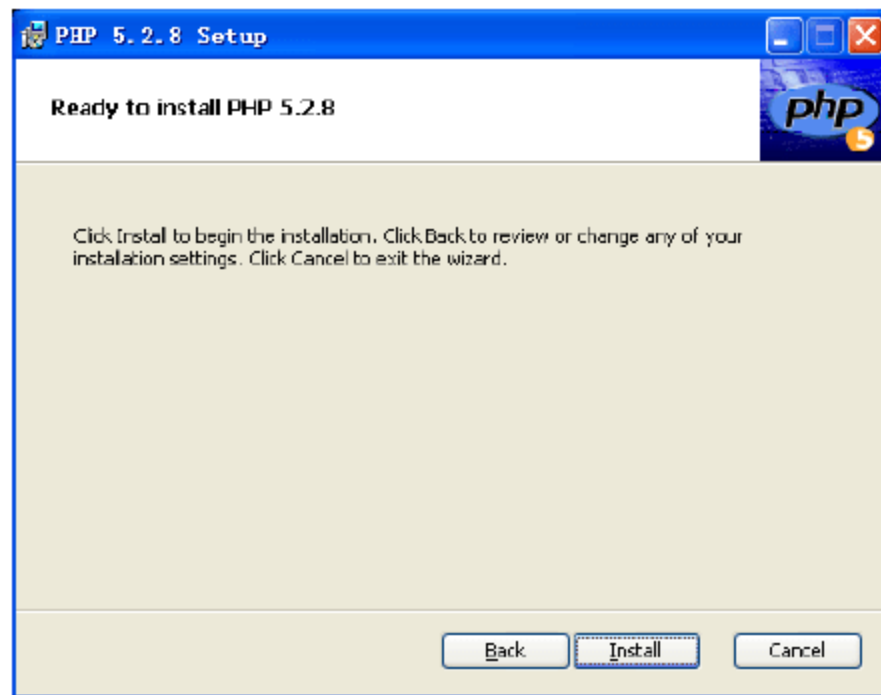 PHP 5.2.8 Setup
Ready to install PHP 5.2.8
php
5
Click Install to begin the installation. Click Back to review or change any of your
installation settings. Click Cancel to exit the wizard.
Back Install Cancel